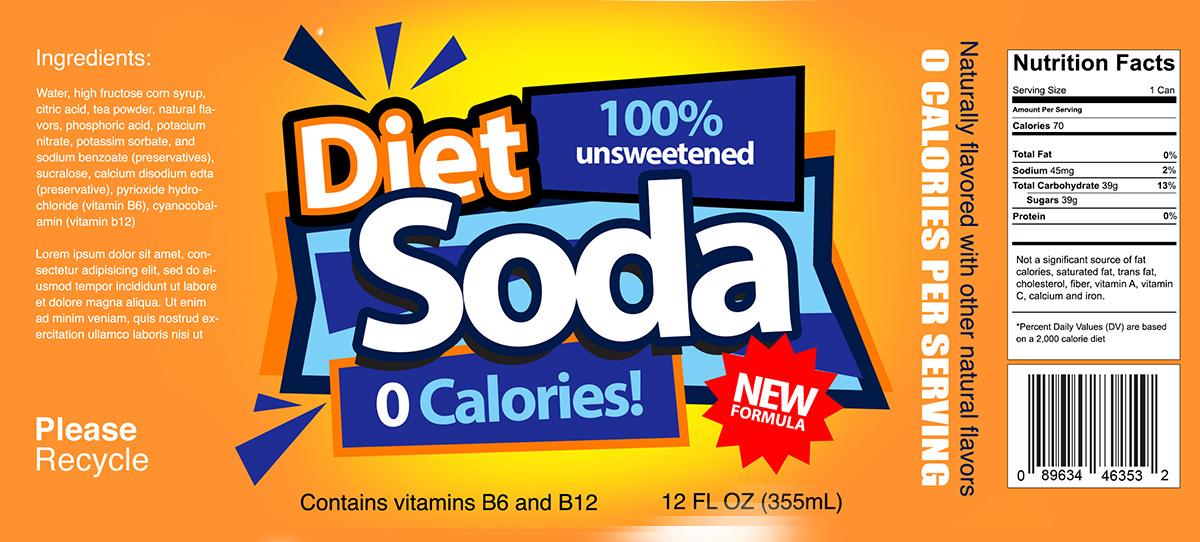 Ingredients:
Water, high fructose corn syrup,
citric acid, tea powder, natural fla-
vors, phosphoric acid, potacium
nitrate, potassim sorbate, and
sodium benzoate (preservatives),
sucralose, calcium disodium edta
(preservative), pyrioxide hydro-
chloride (vitamin B6), cyanocobal-
amin (vitamin b12)
Lorem ipsum dolor sit amet, con-
sectetur adipisicing elit, sed do ei-
usmod tempor incididunt ut labore
et dolore magna aliqua. Ut enim
ad minim veniam, quis nostrud ex-
ercitation ullamco laboris nisi ut
Please
Recycle
Diet
100%
unsweetened
Soda
0 Calories!
NEW
FORMULA
Contains vitamins B6 and B12
12 FL OZ (355mL)
Naturally flavored with other natural flavors
0 CALORIES PER SERVING
Nutrition Facts
Serving Size 1 Can
Amount Per Serving
Calories 70
Total Fat 0%
Sodium 45mg 2%
Total Carbohydrate 39g 13%
Sugars 39g
Protein 0%
Not a significant source of fat
calories, saturated fat, trans fat,
cholesterol, fiber, vitamin A, vitamin
C, calcium and iron.
*Percent Daily Values (DV) are based
on a 2,000 calorie diet
0 89634 46353 2